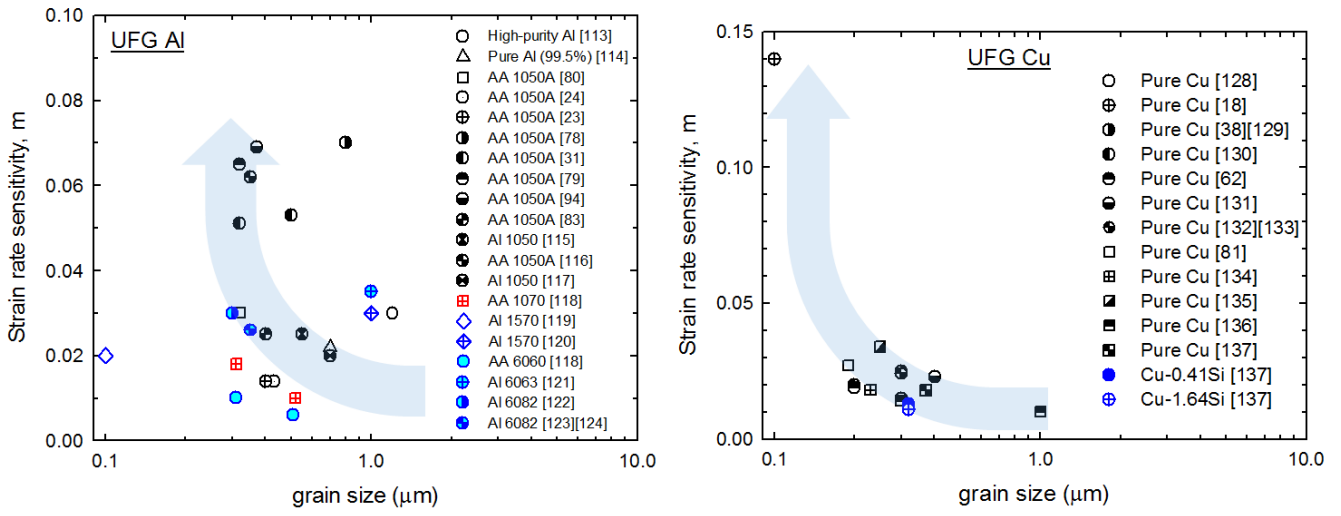 UFG Al
Strain rate sensitivity, m
0.10
0.08
0.06
0.04
0.02
0.00
0.1
1.0
10.0
grain size (μm)
High-purity Al [113]
Pure Al (99.5%) [114]
AA 1050A [80]
AA 1050A [24]
AA 1050A [23]
AA 1050A [78]
AA 1050A [31]
AA 1050A [79]
AA 1050A [94]
AA 1050A [83]
Al 1050 [115]
AA 1050A [116]
Al 1050 [117]
AA 1070 [118]
Al 1570 [119]
Al 1570 [120]
AA 6060 [118]
Al 6063 [121]
Al 6082 [122]
Al 6082 [123][124]
UFG Cu
Strain rate sensitivity, m
0.15
0.10
0.05
0.00
0.1
1.0
10.0
grain size (μm)
Pure Cu [128]
Pure Cu [18]
Pure Cu [38][129]
Pure Cu [130]
Pure Cu [62]
Pure Cu [131]
Pure Cu [132][133]
Pure Cu [81]
Pure Cu [134]
Pure Cu [135]
Pure Cu [136]
Pure Cu [137]
Cu-0.41Si [137]
Cu-1.64Si [137]